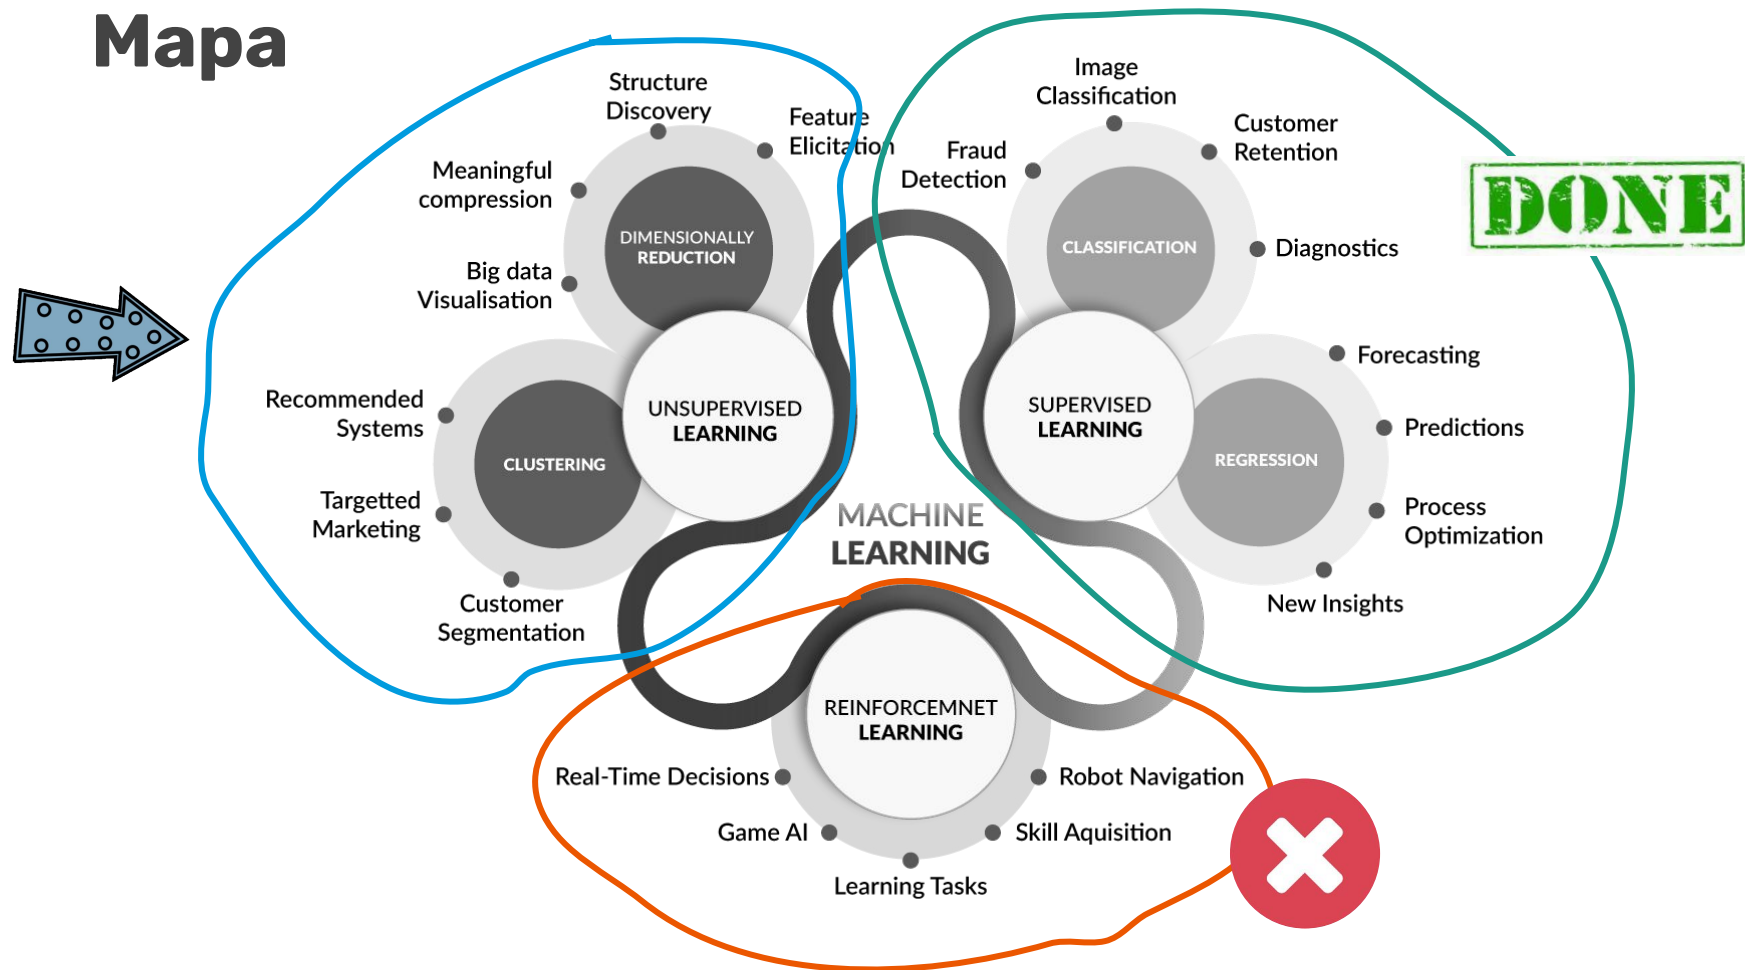 Mapa
Structure
Discovery
Feature
Elicitation
Meaningful
compression
Big data
Visualisation
DIMENSIONALLY
REDUCTION
Recommended
Systems
Targetted
Marketing
Customer
Segmentation
CLUSTERING
UNSUPERVISED
LEARNING
Image
Classification
Customer
Retention
Fraud
Detection
Diagnostics
CLASSIFICATION
DONE
SUPERVISED
LEARNING
REGRESSION
Forecasting
Predictions
Process
Optimization
New Insights
MACHINE
LEARNING
REINFORCEMNET
LEARNING
Real-Time Decisions
Robot Navigation
Game AI
Skill Aquisition
Learning Tasks